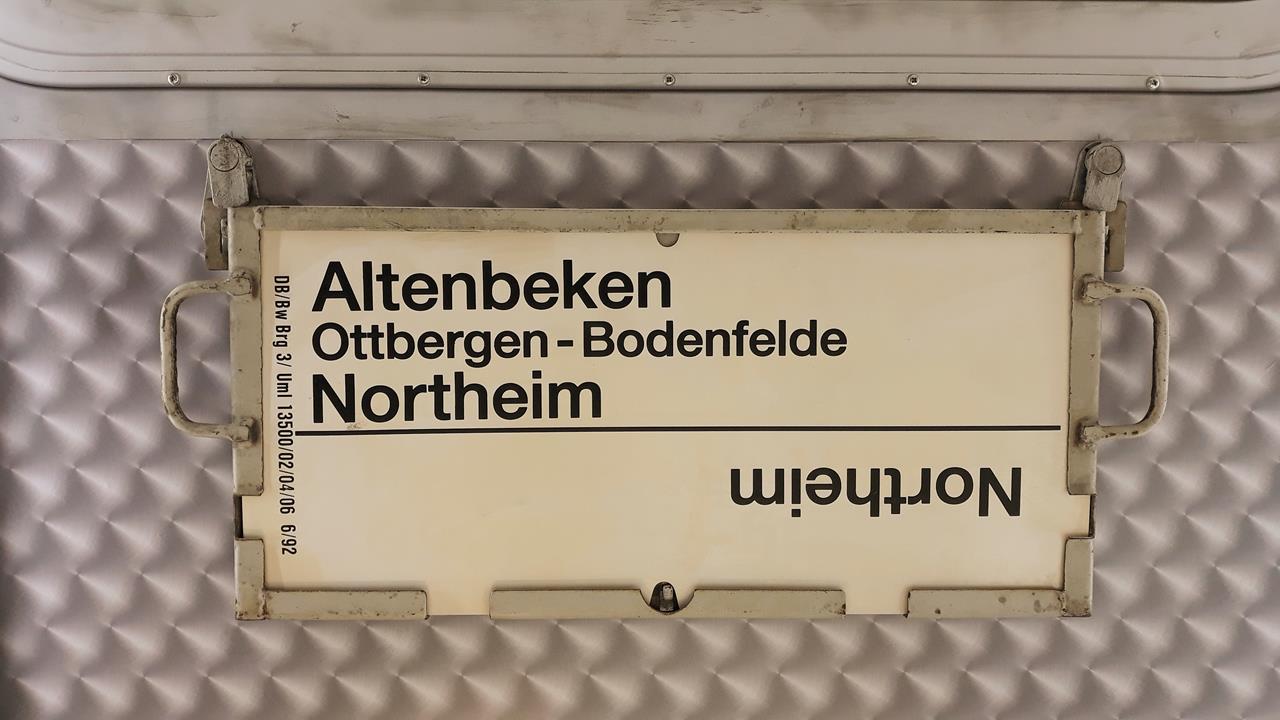 Altenbeken
Ottbergen - Bodenfelde
Northeim
Northeim
DB/Bw Brg 3/ Uml 13500/02/04/06 6/92